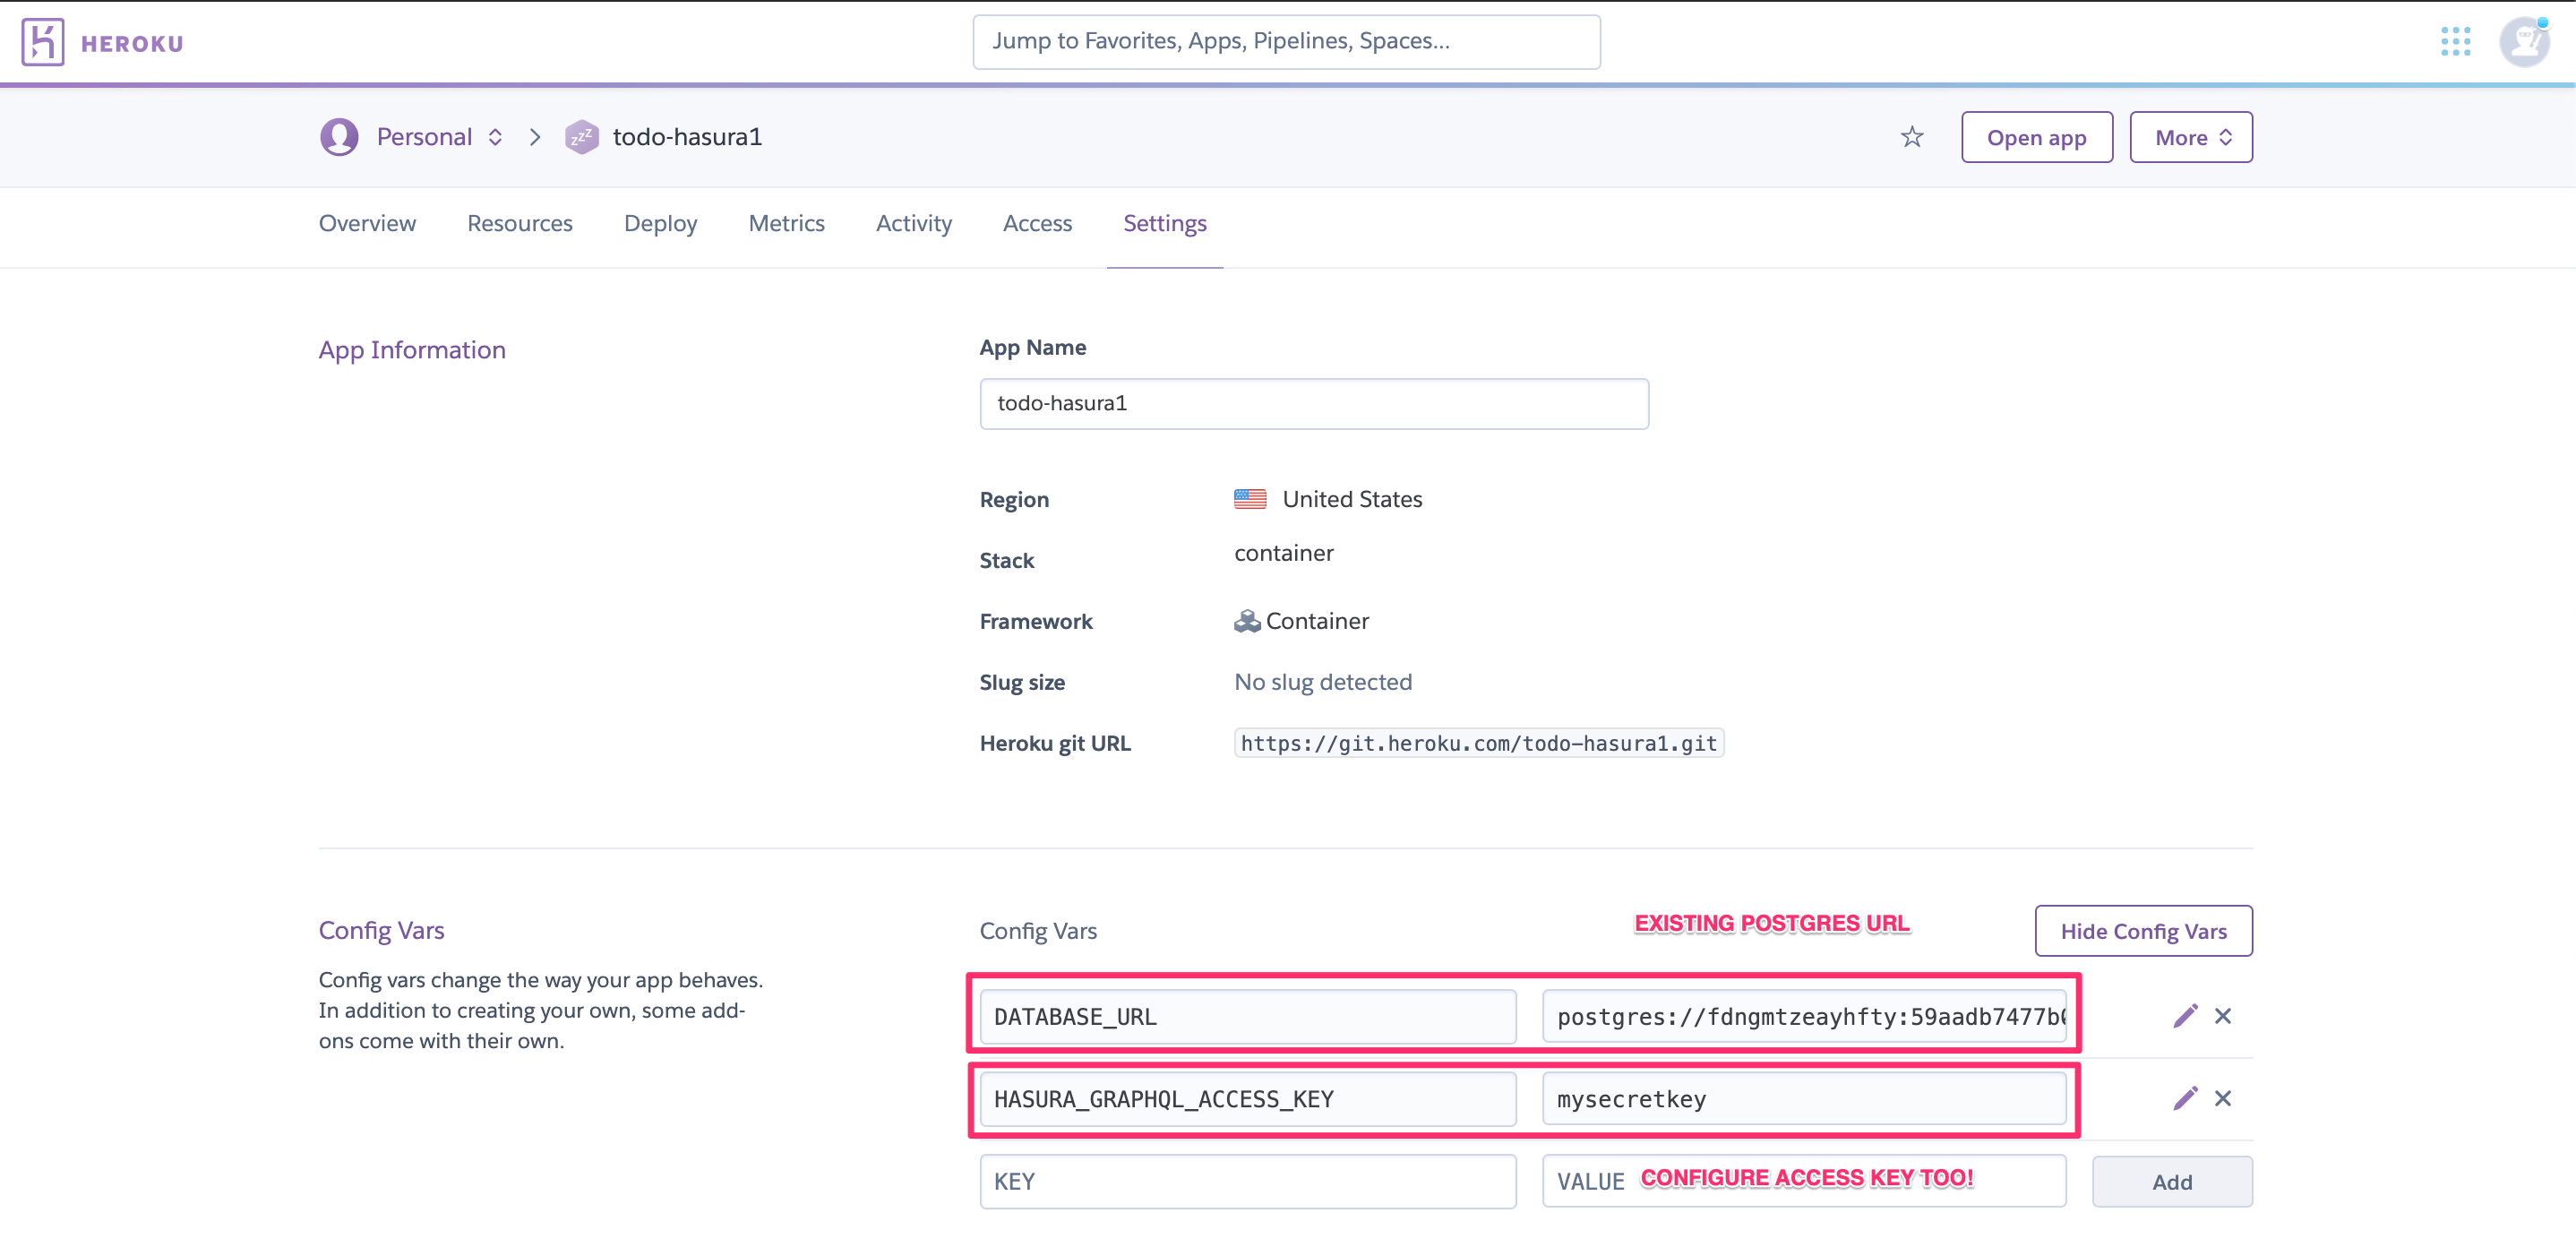 HEROKU
Jump to Favorites, Apps, Pipelines, Spaces...
Personal
todo-hasura1
Open app
More
Overview
Resources
Deploy
Metrics
Activity
Access
Settings
App Information
App Name
todo-hasura1
Region
United States
Stack
container
Framework
Container
Slug size
No slug detected
Heroku git URL
https://git.heroku.com/todo-hasura1.git
Config Vars
Config vars change the way your app behaves.
In addition to creating your own, some add-
ons come with their own.
Config Vars
EXISTING POSTGRES URL
Hide Config Vars
DATABASE_URL
postgres://fdngmtzeayhfty:59aadb7477b
HASURA_GRAPHQL_ACCESS_KEY
mysecretkey
KEY
VALUE
CONFIGURE ACCESS KEY TOO!
Add